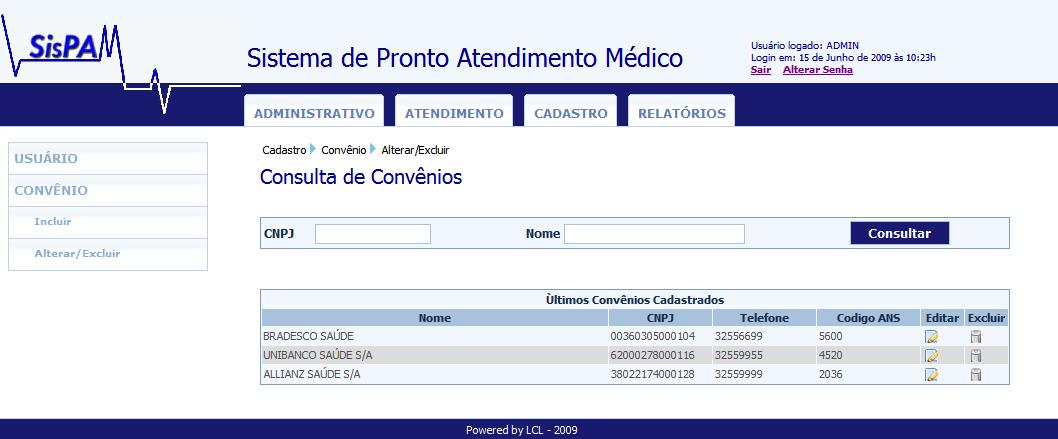 SisPA
Sistema de Pronto Atendimento Médico
Usuário logado: ADMIN
Login em: 15 de Junho de 2009 às 10:23h
Sair Alterar Senha
ADMINISTRATIVO ATENDIMENTO CADASTRO RELATÓRIOS
USUÁRIO
CONVÊNIO
Incluir
Alterar/Excluir
Cadastro Convênio Alterar/Excluir
Consulta de Convênios
CNPJ Nome Consultar
Ùltimos Convênios Cadastrados
Nome CNPJ Telefone Codigo ANS Editar Excluir
BRADESCO SAÚDE 00360305000104 32556699 5600
UNIBANCO SAÚDE S/A 62000278000116 32559955 4520
ALLIANZ SAÚDE S/A 38022174000128 32559999 2036
Powered by LCL - 2009